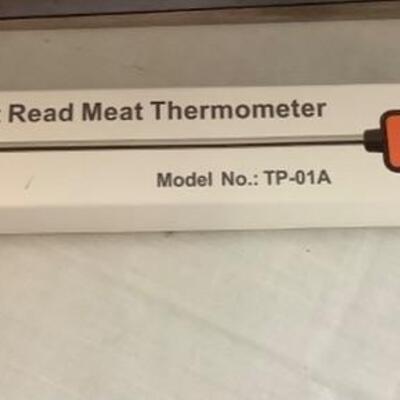 Read Meat Thermometer
Model No.: TP-01A